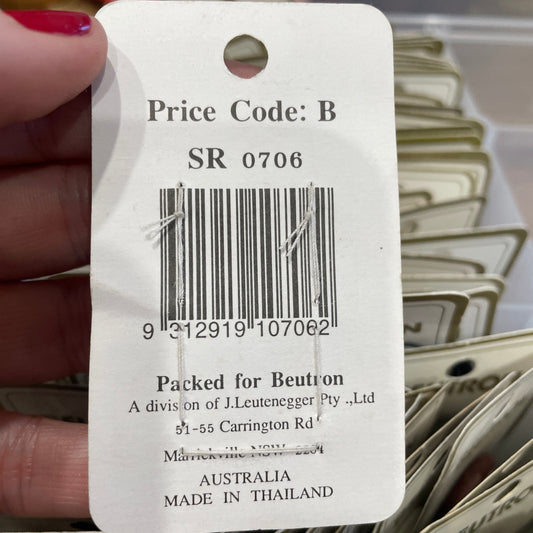 Price Code: B
SR 0706
9 312919 107062
Packed for Beutron
A division of J.Leutenegger Pty .,Ltd
51-55 Carrington Rd
Marrickville NSW 2204
AUSTRALIA
MADE IN THAILAND
EUTRON